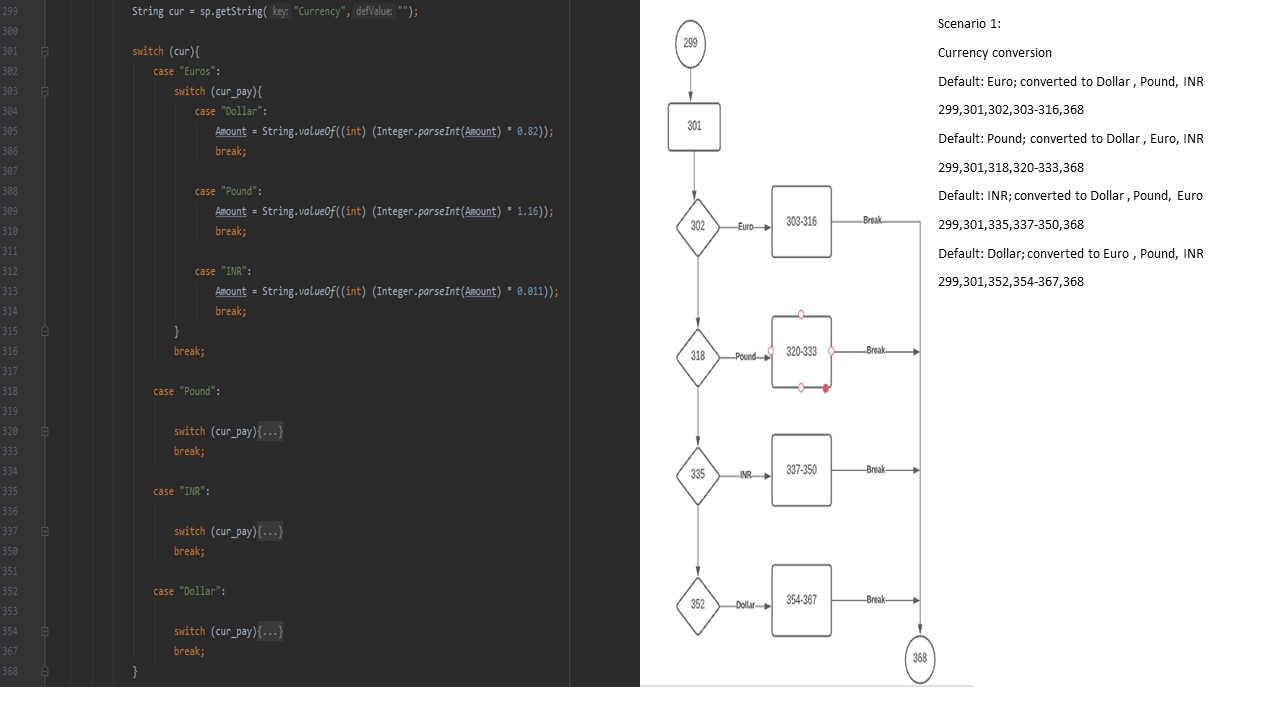 299 String cur = sp.getString( key: "Currency", defValue: "");
300
301 switch (cur){
302 case "Euros":
303 switch (cur_pay){
304 case "Dollar":
305 Amount = String.valueOf((int) (Integer.parseInt(Amount) * 0.82));
306 break;
307
308 case "Pound":
309 Amount = String.valueOf((int) (Integer.parseInt(Amount) * 1.16));
310 break;
311
312 case "INR":
313 Amount = String.valueOf((int) (Integer.parseInt(Amount) * 0.011));
314 break;
315 }
316 break;
317
318 case "Pound":
319
320 switch (cur_pay){...}
333 break;
334
335 case "INR":
336
337 switch (cur_pay){...}
350 break;
351
352 case "Dollar":
353
354 switch (cur_pay){...}
367 break;
368 }
299
301
302 Euro 303-316 Break
318 Pound 320-333 Break
335 INR 337-350 Break
352 Dollar 354-367 Break
368
Scenario 1:
Currency conversion
Default: Euro; converted to Dollar , Pound, INR
299,301,302,303-316,368
Default: Pound; converted to Dollar , Euro, INR
299,301,318,320-333,368
Default: INR; converted to Dollar , Pound, Euro
299,301,335,337-350,368
Default: Dollar; converted to Euro , Pound, INR
299,301,352,354-367,368